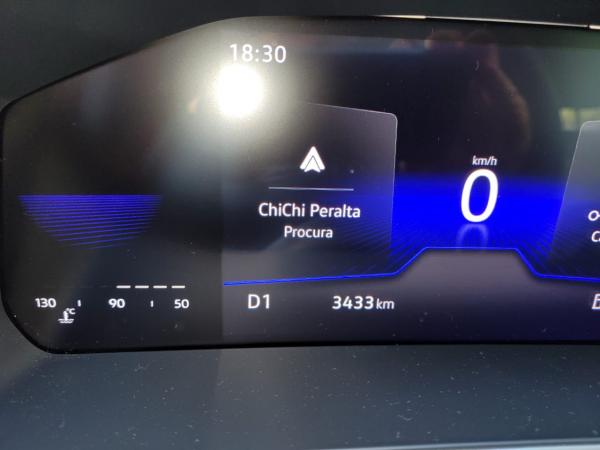 18:30
km/h
0
ChiChi Peralta
Procura
130 90 50
°C
D1 3433 km